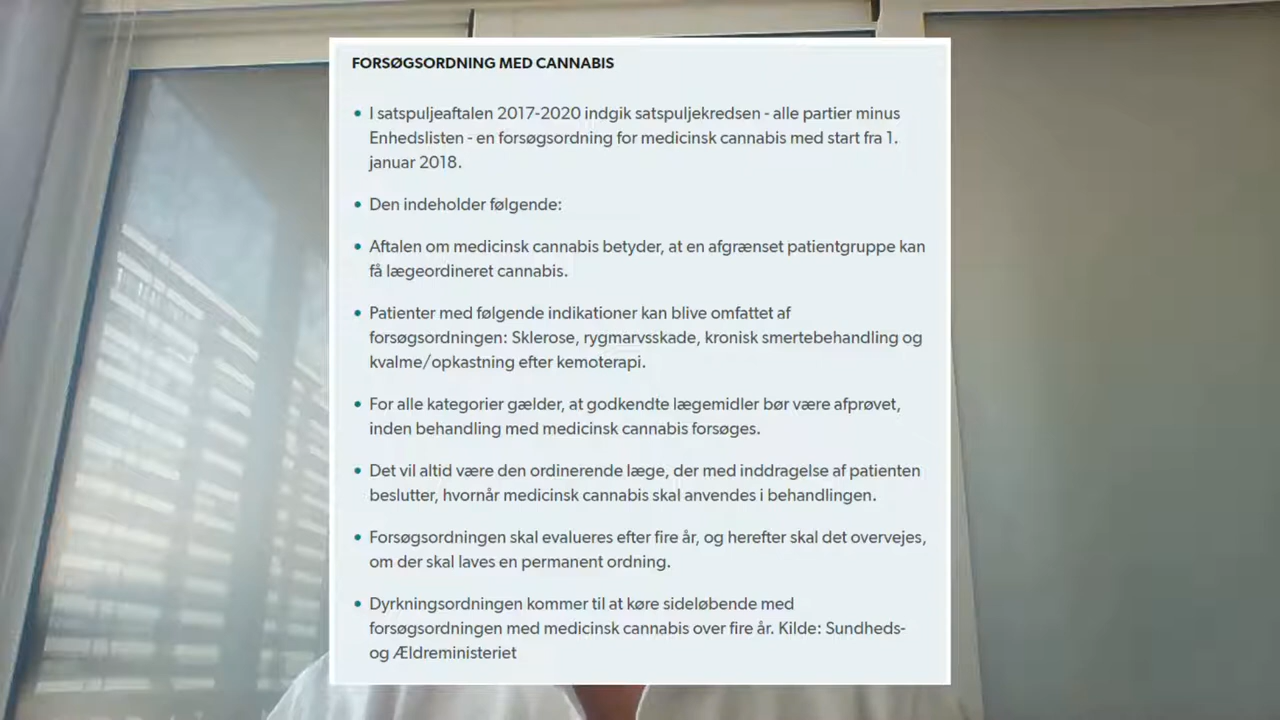 FORSØGSORDNING MED CANNABIS
• I satspuljeaftalen 2017-2020 indgik satspuljekredsen - alle partier minus
Enhedslisten - en forsøgsordning for medicinsk cannabis med start fra 1.
januar 2018.
• Den indeholder følgende:
• Aftalen om medicinsk cannabis betyder, at en afgrænset patientgruppe kan
få lægeordineret cannabis.
• Patienter med følgende indikationer kan blive omfattet af
forsøgsordningen: Sklerose, rygmarvsskade, kronisk smertebehandling og
kvalme/opkastning efter kemoterapi.
• For alle kategorier gælder, at godkendte lægemidler bør være afprøvet,
inden behandling med medicinsk cannabis forsøges.
• Det vil altid være den ordinerende læge, der med inddragelse af patienten
beslutter, hvornår medicinsk cannabis skal anvendes i behandlingen.
• Forsøgsordningen skal evalueres efter fire år, og herefter skal det overvejes,
om der skal laves en permanent ordning.
• Dyrkningsordningen kommer til at køre sideløbende med
forsøgsordningen med medicinsk cannabis over fire år. Kilde: Sundheds-
og Ældreministeriet